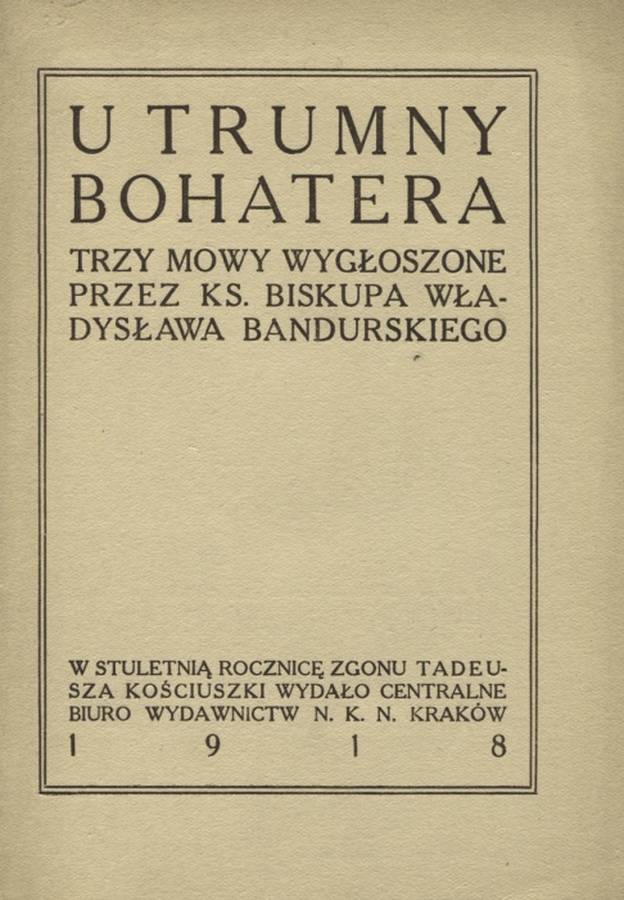 U TRUMNY
BOHATERA
TRZY MOWY WYGŁOSZONE
PRZEZ KS. BISKUPA WŁA-
DYSŁAWA BANDURSKIEGO
W STULETNIĄ ROCZNICĘ ZGONU TADEU-
SZA KOŚCIUSZKI WYDAŁO CENTRALNE
BIURO WYDAWNICTW N. K. N. KRAKÓW
1 9 1 8